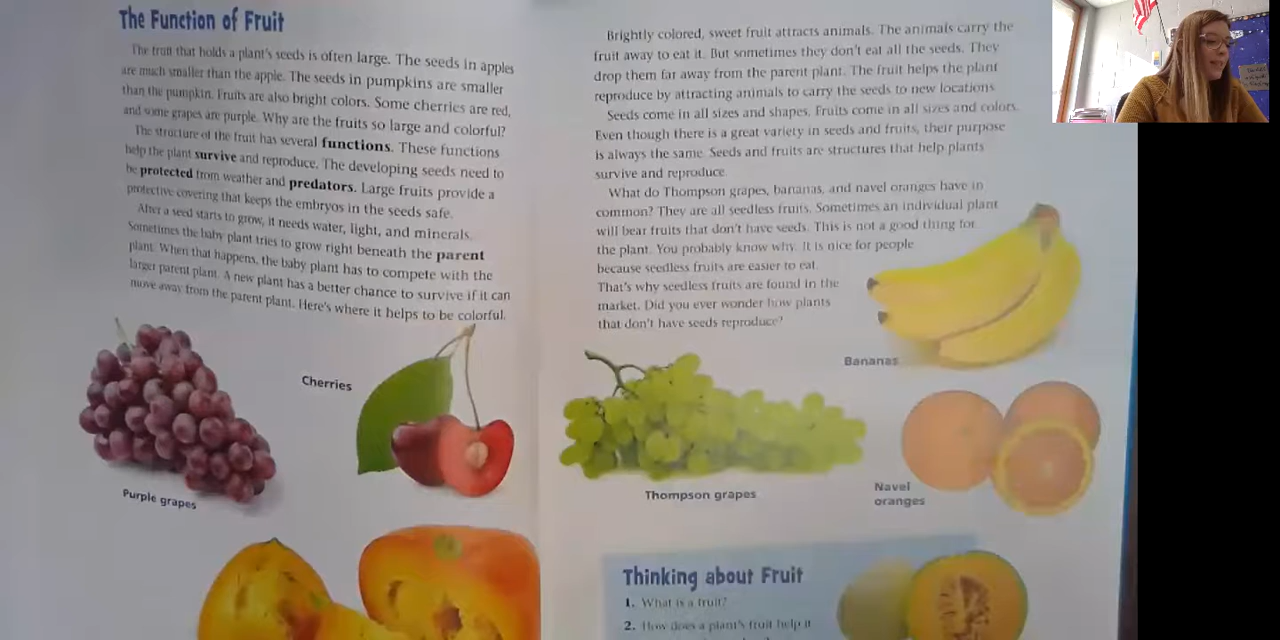 The Function of Fruit
The fruit that holds a plant's seeds is often large. The seeds in apples
are much smaller than the apple. The seeds in pumpkins are smaller
than the pumpkin. Fruits are also bright colors. Some cherries are red,
and some grapes are purple. Why are the fruits so large and colorful?
The structure of the fruit has several functions. These functions
help the plant survive and reproduce. The developing seeds need to
be protected from weather and predators. Large fruits provide a
protective covering that keeps the embryos in the seeds safe.
After a seed starts to grow, it needs water, light, and minerals.
Sometimes the baby plant tries to grow right beneath the parent
plant. When that happens, the baby plant has to compete with the
larger parent plant. A new plant has a better chance to survive if it can
move away from the parent plant. Here's where it helps to be colorful.
Cherries
Purple grapes
Brightly colored, sweet fruit attracts animals. The animals carry the
fruit away to eat it. But sometimes they don't eat all the seeds. They
drop them far away from the parent plant. The fruit helps the plant
reproduce by attracting animals to carry the seeds to new locations.
Seeds come in all sizes and shapes. Fruits come in all sizes and colors.
Even though there is a great variety in seeds and fruits, their purpose
is always the same. Seeds and fruits are structures that help plants
survive and reproduce.
What do Thompson grapes, bananas, and navel oranges have in
common? They are all seedless fruits. Sometimes an individual plant
will bear fruits that don't have seeds. This is not a good thing for
the plant. You probably know why. It is nice for people
because seedless fruits are easier to eat.
That's why seedless fruits are found in the
market. Did you ever wonder how plants
that don't have seeds reproduce?
Bananas
Thompson grapes
Navel
oranges
Thinking about Fruit
1. What is a fruit?
2. How does a plant's fruit help it